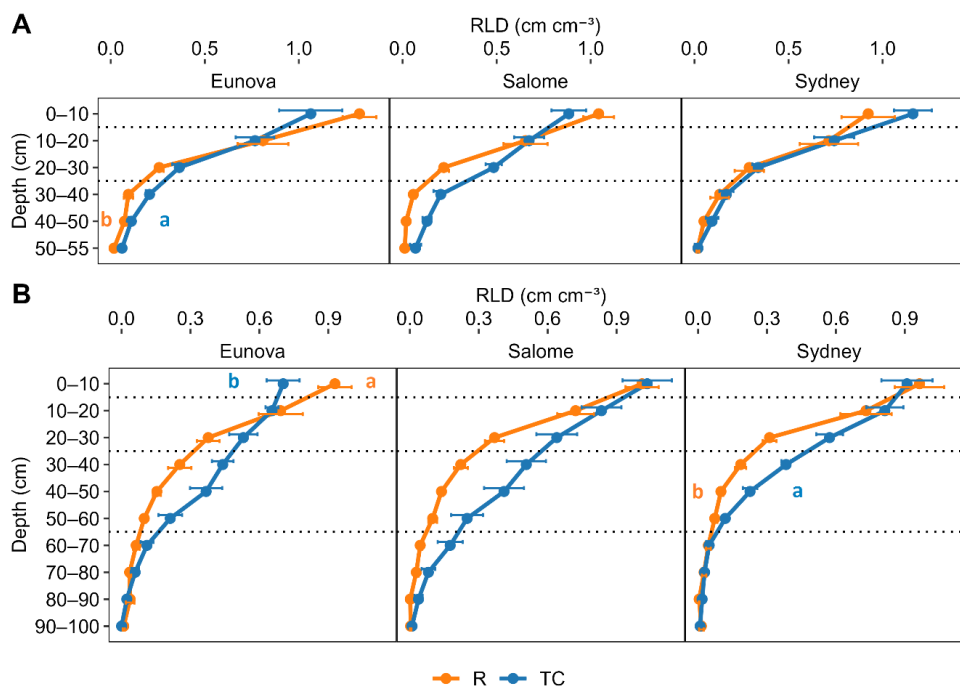 A
RLD (cm cm⁻³)
0.0 0.5 1.0 0.0 0.5 1.0 0.0 0.5 1.0
Eunova Salome Sydney
Depth (cm)
0–10
10–20
20–30
30–40
40–50
50–55
b a
B
RLD (cm cm⁻³)
0.0 0.3 0.6 0.9 0.0 0.3 0.6 0.9 0.0 0.3 0.6 0.9
Eunova Salome Sydney
Depth (cm)
0–10
10–20
20–30
30–40
40–50
50–60
60–70
70–80
80–90
90–100
b a
b a
R TC